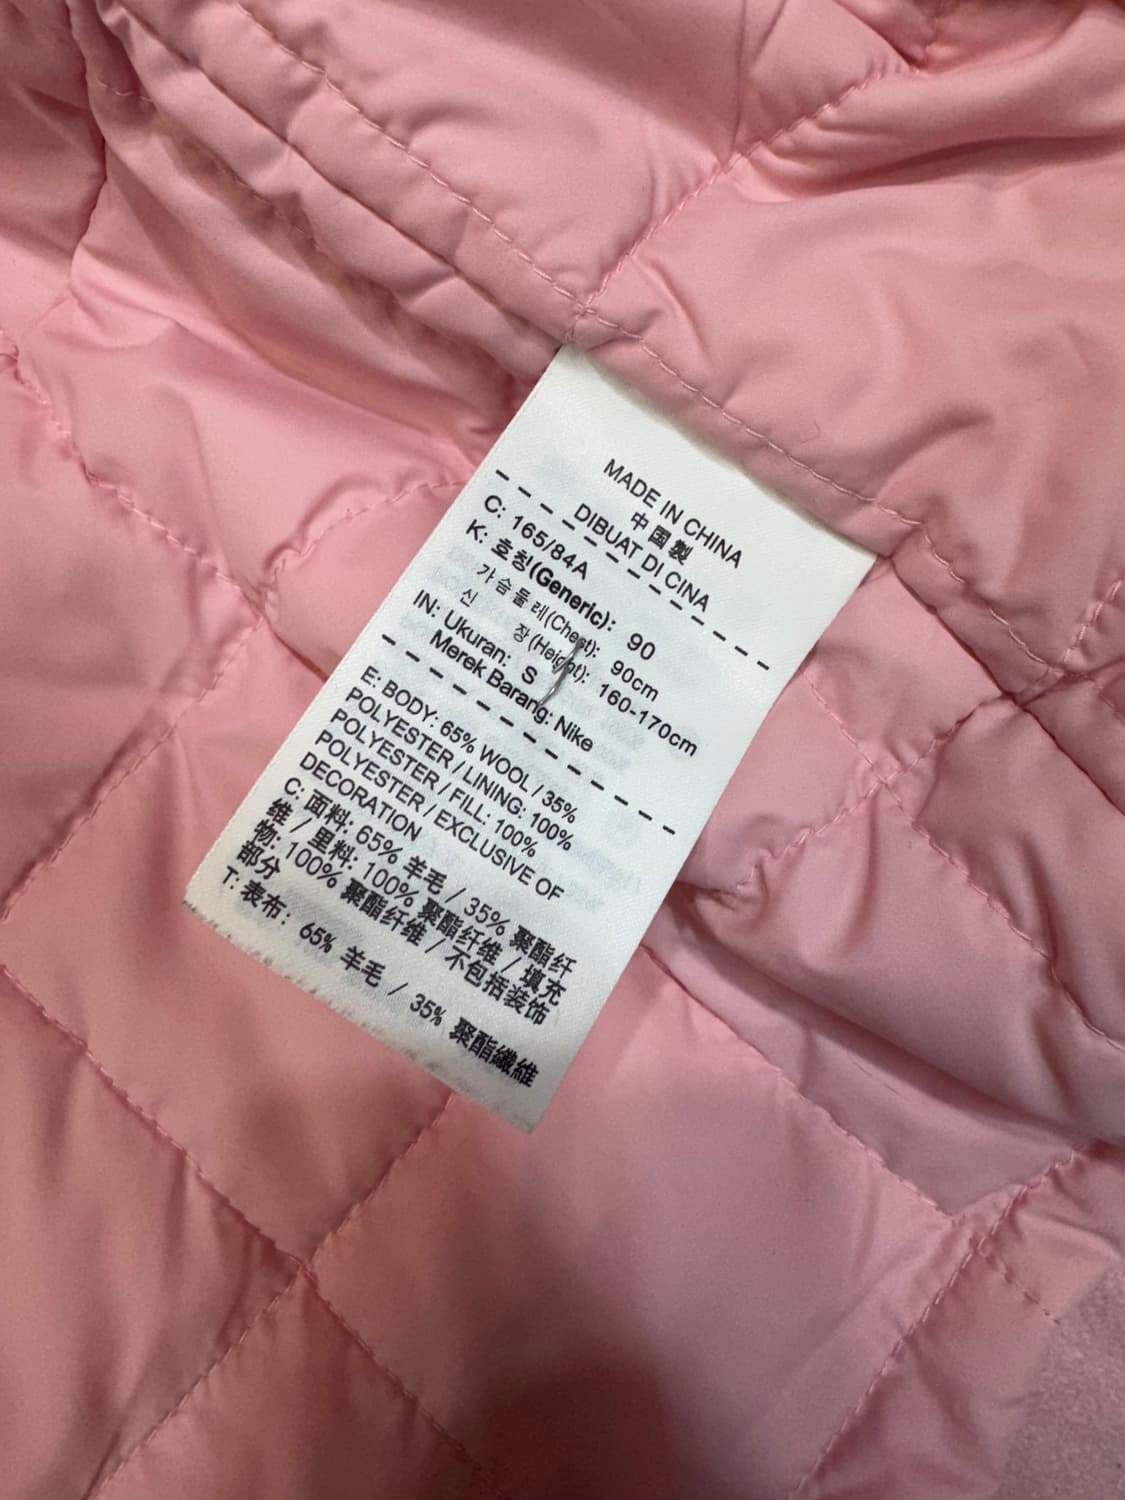 MADE IN CHINA
中国製
DIBUAT DI CINA
C: 165/84A
K: 호칭(Generic): 90
가슴둘레(Chest): 90cm
신 장(Height): 160-170cm
IN: Ukuran: S
Merek Barang: Nike
E: BODY: 65% WOOL / 35%
POLYESTER / LINING: 100%
POLYESTER / FILL: 100%
POLYESTER / EXCLUSIVE OF
DECORATION
C: 面料: 65% 羊毛 / 35% 聚酯纤
维 / 里料: 100% 聚酯纤维 / 填充
物: 100% 聚酯纤维 / 不包括装饰
部分
T: 表布: 65% 羊毛 / 35% 聚酯纖維